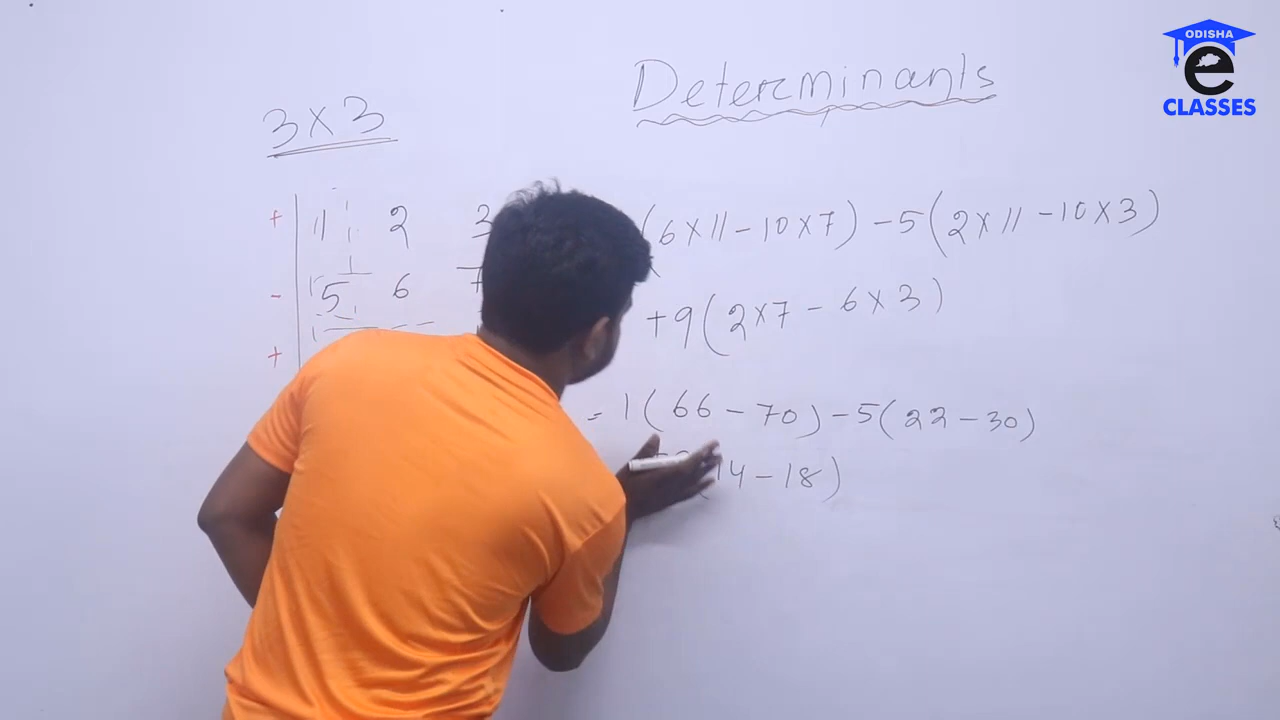 ODISHA
e
CLASSES
Determinants
3×3
+ 1 2 3
(6×11-10×7) -5(2×11-10×3)
- 5 6 7
+9(2×7-6×3)
+
= 1(66-70)-5(22-30)
(14-18)